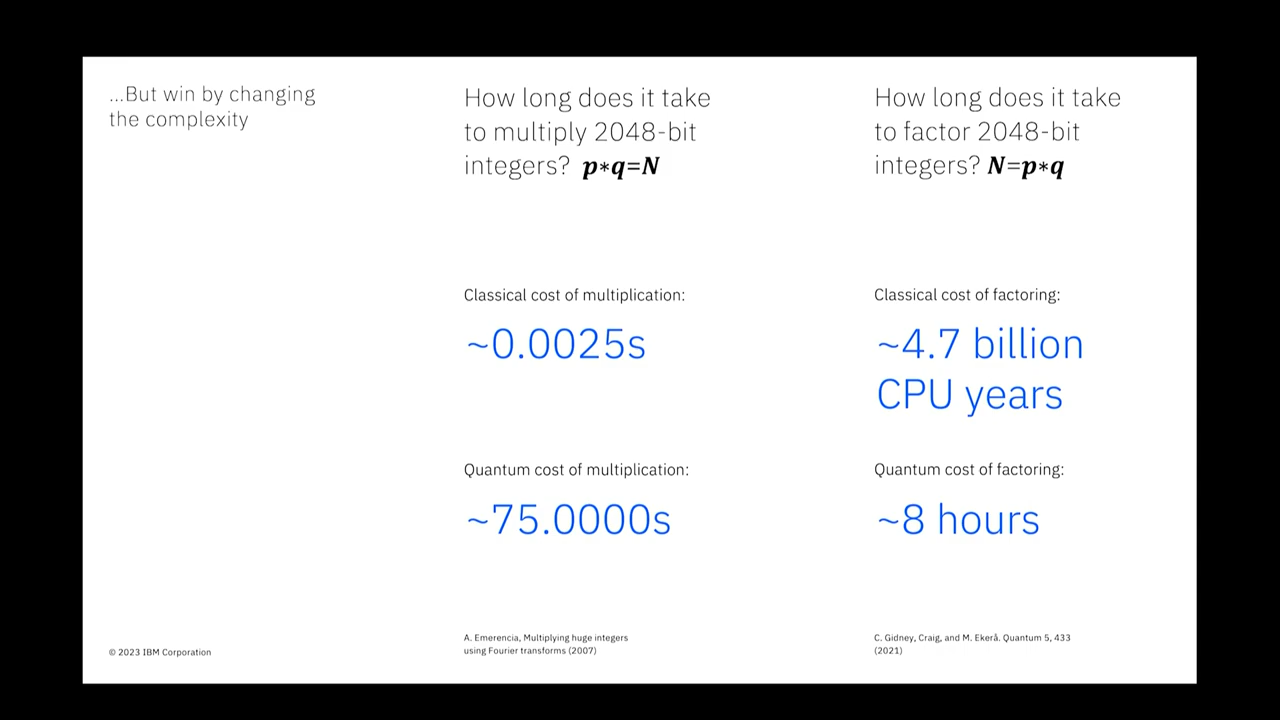 ...But win by changing
the complexity
How long does it take
to multiply 2048-bit
integers? p*q=N
Classical cost of multiplication:
~0.0025s
Quantum cost of multiplication:
~75.0000s
How long does it take
to factor 2048-bit
integers? N=p*q
Classical cost of factoring:
~4.7 billion
CPU years
Quantum cost of factoring:
~8 hours
© 2023 IBM Corporation
A. Emerencia, Multiplying huge integers
using Fourier transforms (2007)
C. Gidney, Craig, and M. Ekerå. Quantum 5, 433
(2021)